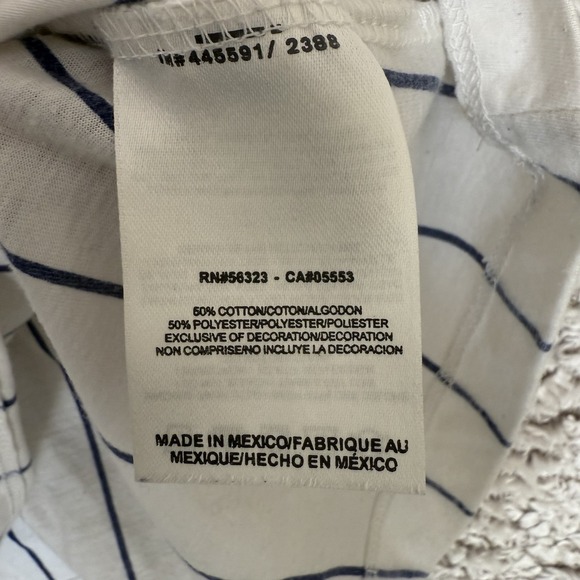 M#445591/ 2388
RN#56323 - CA#05553
50% COTTON/COTON/ALGODON
50% POLYESTER/POLYESTER/POLIESTER
EXCLUSIVE OF DECORATION/DECORATION
NON COMPRISE/NO INCLUYE LA DECORACION
MADE IN MEXICO/FABRIQUE AU
MEXIQUE/HECHO EN MÉXICO